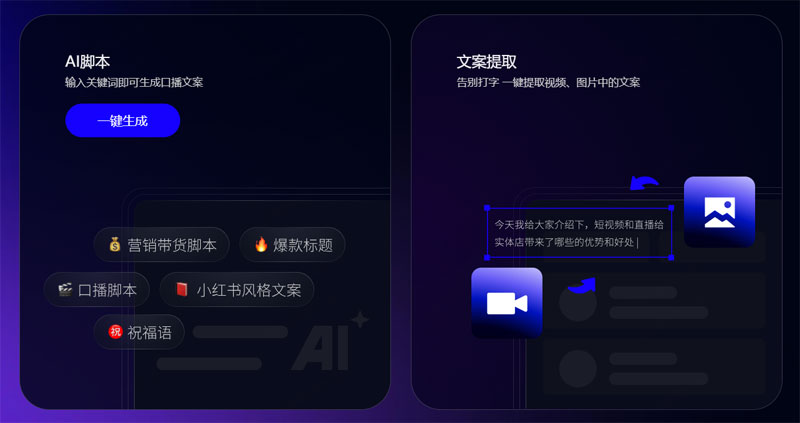 AI脚本
输入关键词即可生成口播文案
一键生成
💰 营销带货脚本
🔥 爆款标题
🎬 口播脚本
📕 小红书风格文案
㊗️ 祝福语
AI
文案提取
告别打字 一键提取视频、图片中的文案
今天我给大家介绍下，短视频和直播给
实体店带来了哪些的优势和好处|